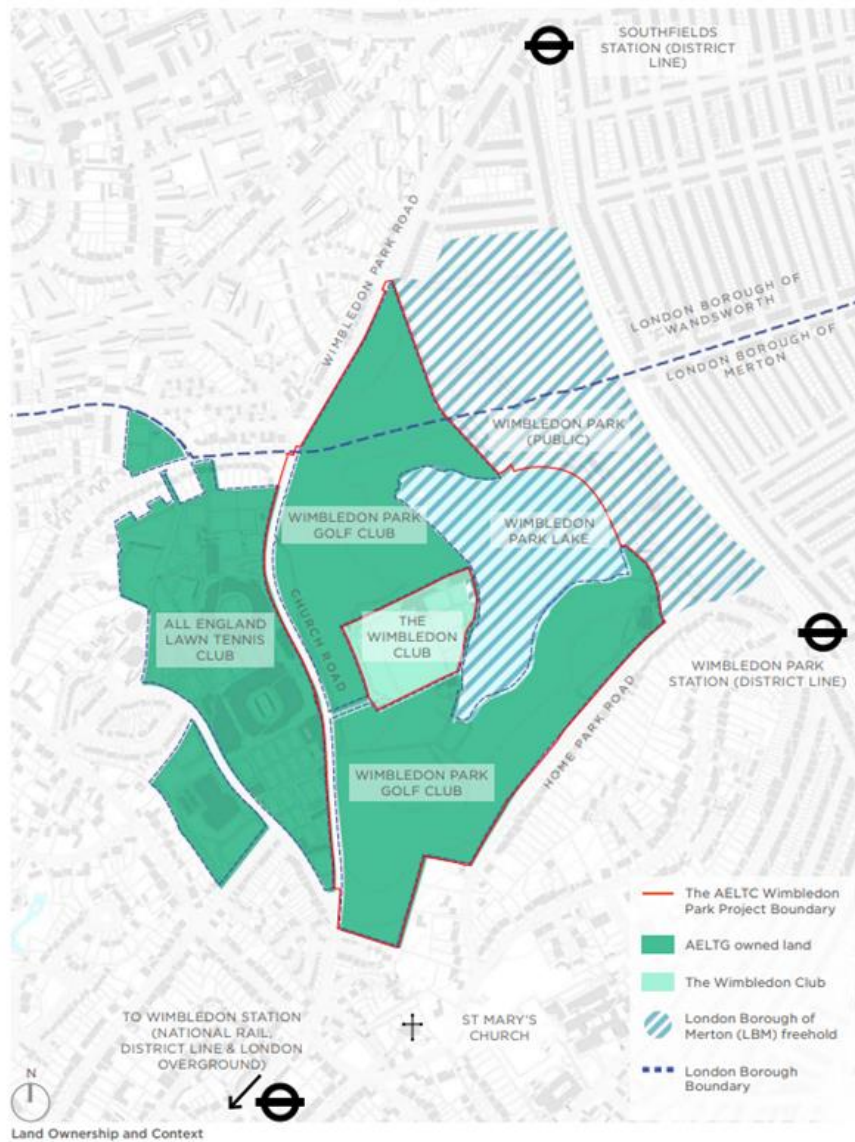 SOUTHFIELDS
STATION (DISTRICT
LINE)
WIMBLEDON PARK ROAD
LONDON BOROUGH OF
WANDSWORTH
LONDON BOROUGH OF
MERTON
WIMBLEDON PARK
(PUBLIC)
WIMBLEDON PARK
GOLF CLUB
WIMBLEDON
PARK LAKE
ALL ENGLAND
LAWN TENNIS
CLUB
CHURCH ROAD
THE
WIMBLEDON
CLUB
WIMBLEDON PARK
STATION (DISTRICT LINE)
HOME PARK ROAD
WIMBLEDON PARK
GOLF CLUB
The AELTC Wimbledon
Park Project Boundary
AELTG owned land
The Wimbledon Club
London Borough of
Merton (LBM) freehold
London Borough
Boundary
TO WIMBLEDON STATION
(NATIONAL RAIL,
DISTRICT LINE & LONDON
OVERGROUND)
ST MARY'S
CHURCH
N
Land Ownership and Context